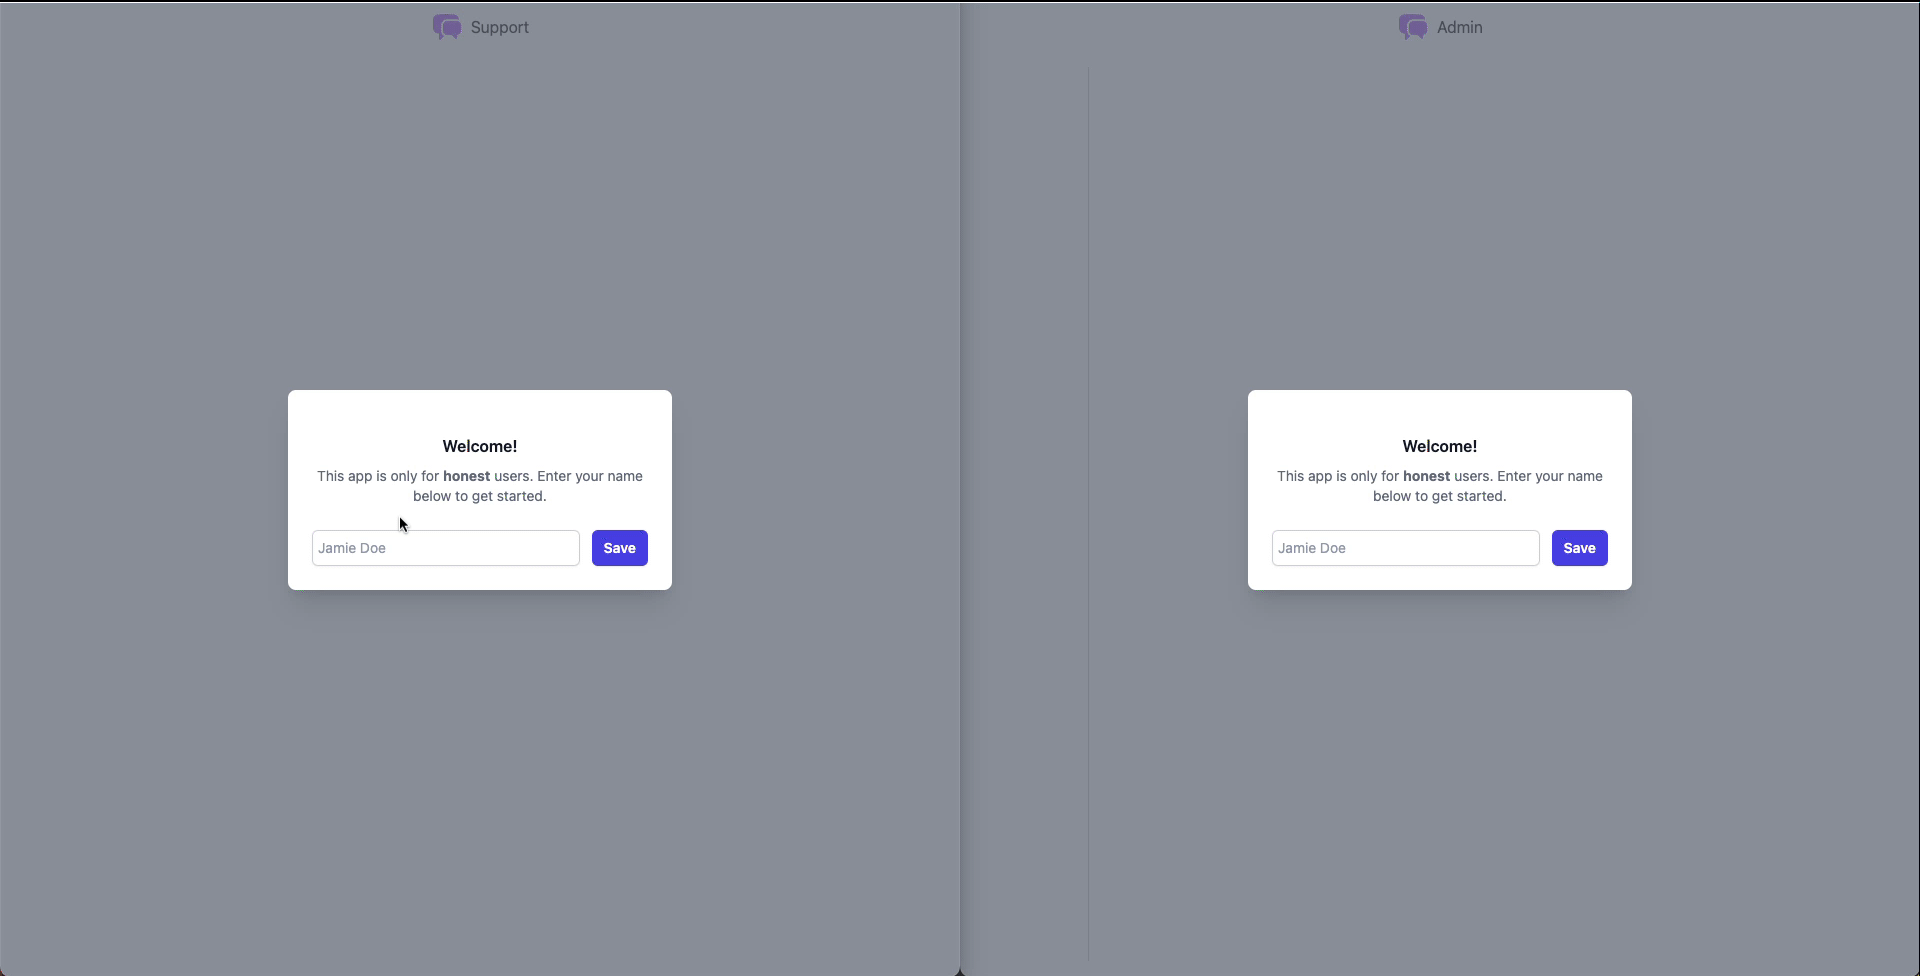 Support
Welcome!
This app is only for honest users. Enter your name
below to get started.
Jamie Doe
Save
Admin
Welcome!
This app is only for honest users. Enter your name
below to get started.
Jamie Doe
Save